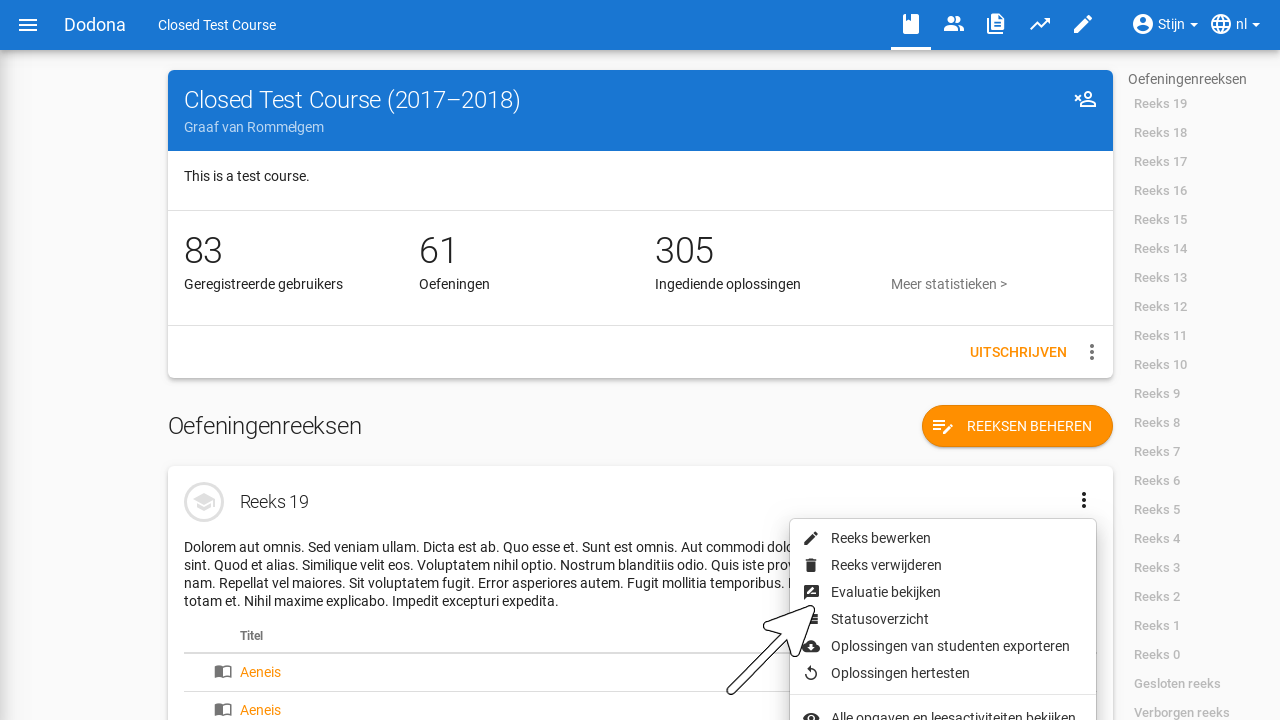 Dodona
Closed Test Course
Stijn
nl
Closed Test Course (2017–2018)
Graaf van Rommelgem
This is a test course.
83
Geregistreerde gebruikers
61
Oefeningen
305
Ingediende oplossingen
Meer statistieken >
UITSCHRIJVEN
Oefeningenreeksen
REEKSEN BEHEREN
Reeks 19
Dolorem aut omnis. Sed veniam ullam. Dicta est ab. Quo esse et. Sunt est omnis. Aut commodi
sint. Quod et alias. Similique velit eos. Voluptatem nihil optio. Nostrum blanditiis odio. Quis iste
nam. Repellat vel maiores. Sit voluptatem fugit. Error asperiores autem. Fugit mollitia temporibus.
totam et. Nihil maxime explicabo. Impedit excepturi expedita.
Titel
Aeneis
Aeneis
Reeks bewerken
Reeks verwijderen
Evaluatie bekijken
Statusoverzicht
Oplossingen van studenten exporteren
Oplossingen hertesten
Alle opgaven en leesactiviteiten bekijken
Oefeningenreeksen
Reeks 19
Reeks 18
Reeks 17
Reeks 16
Reeks 15
Reeks 14
Reeks 13
Reeks 12
Reeks 11
Reeks 10
Reeks 9
Reeks 8
Reeks 7
Reeks 6
Reeks 5
Reeks 4
Reeks 3
Reeks 2
Reeks 1
Reeks 0
Gesloten reeks
Verborgen reeks